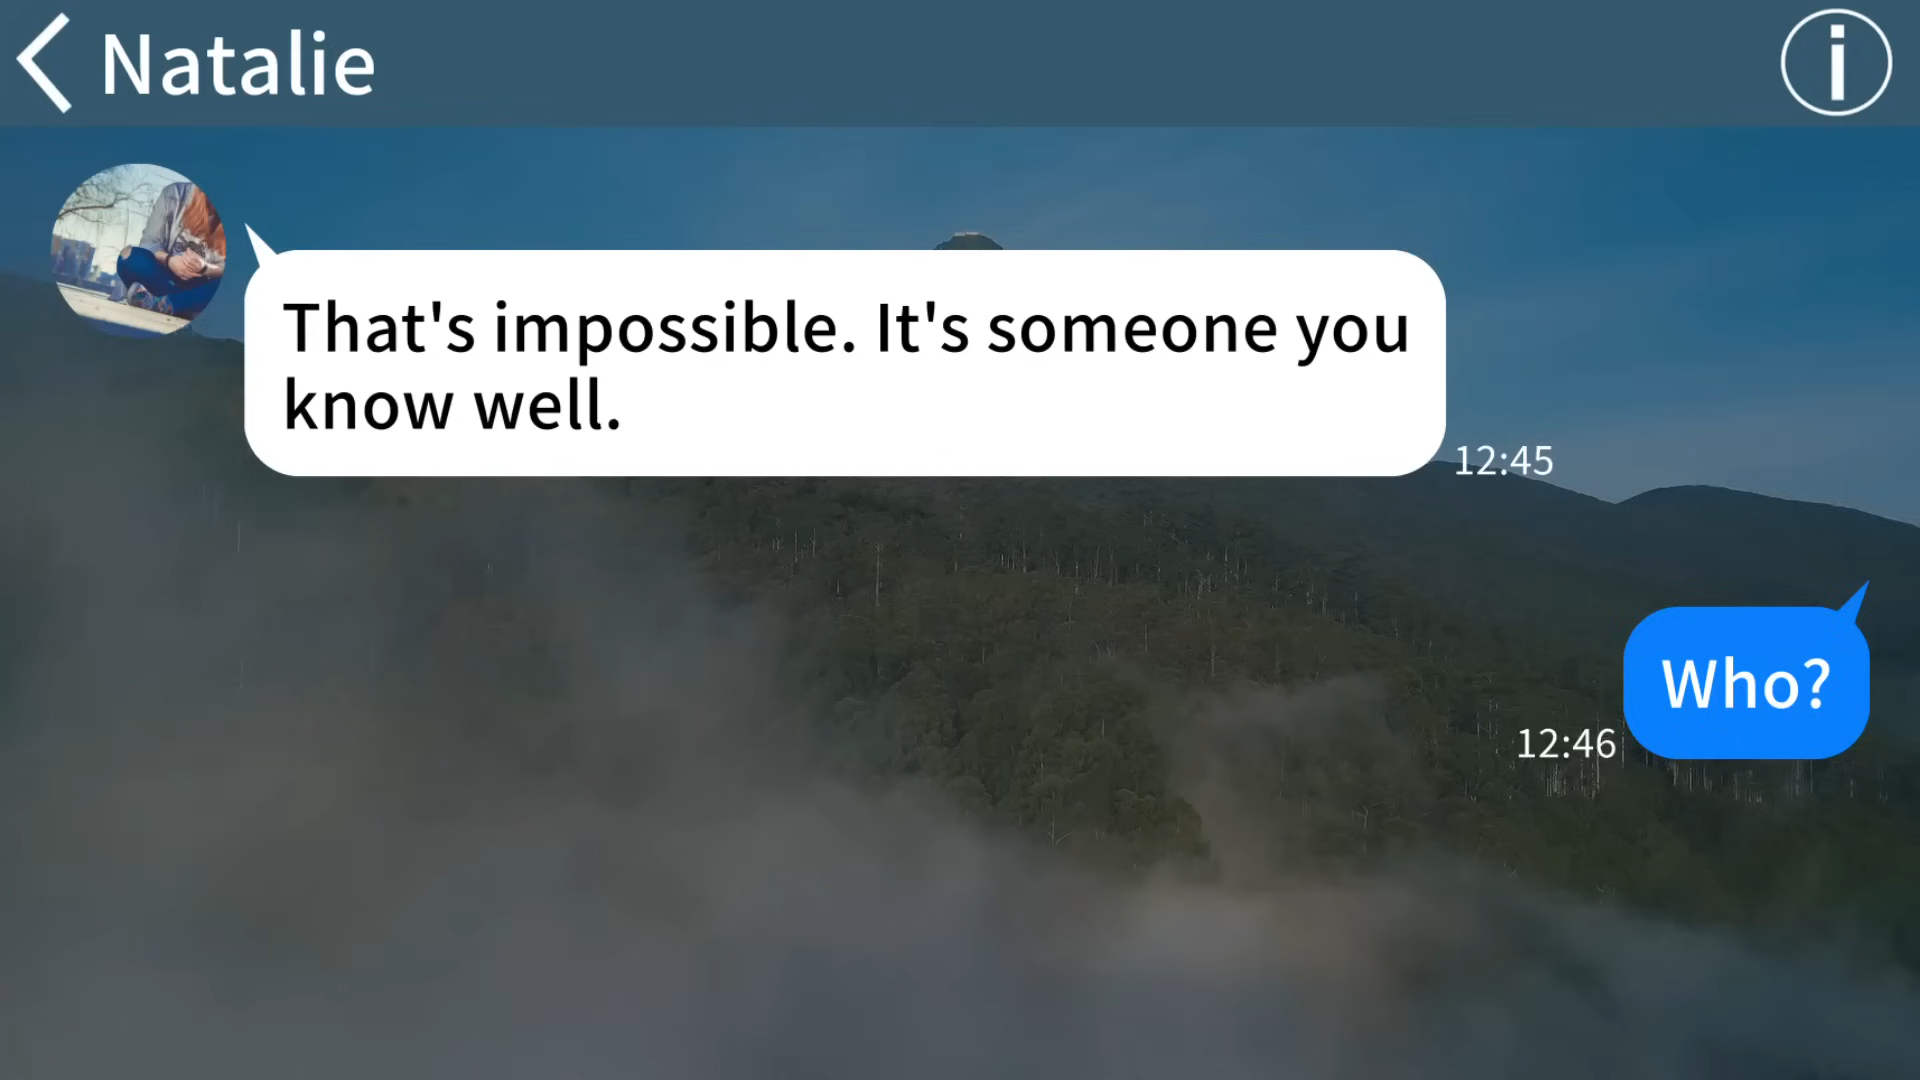 Natalie
That's impossible. It's someone you
know well.
12:45
Who?
12:46